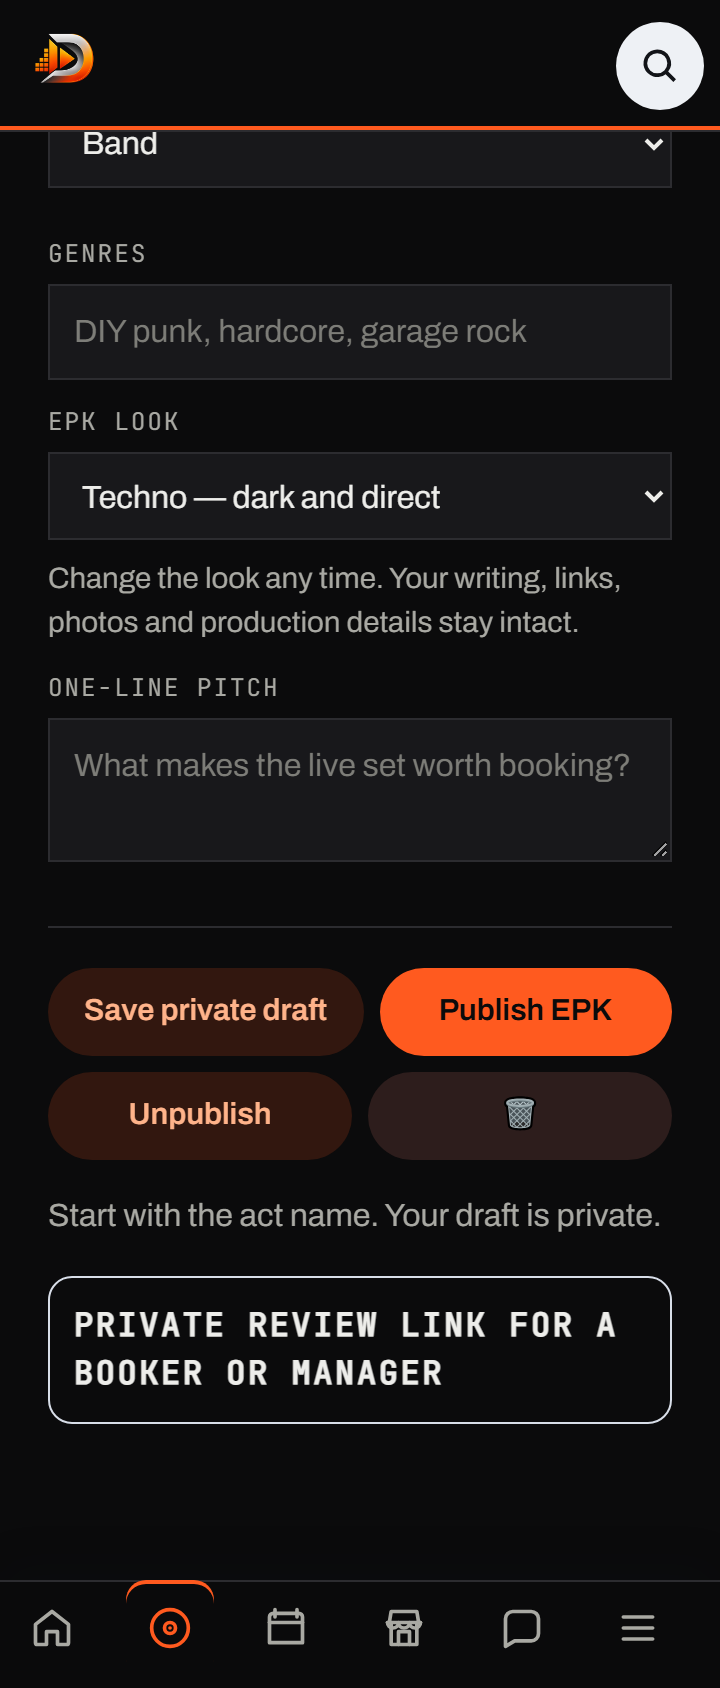 Band
GENRES
DIY punk, hardcore, garage rock
EPK LOOK
Techno — dark and direct
Change the look any time. Your writing, links,
photos and production details stay intact.
ONE-LINE PITCH
What makes the live set worth booking?
Save private draft
Publish EPK
Unpublish
Start with the act name. Your draft is private.
PRIVATE REVIEW LINK FOR A
BOOKER OR MANAGER